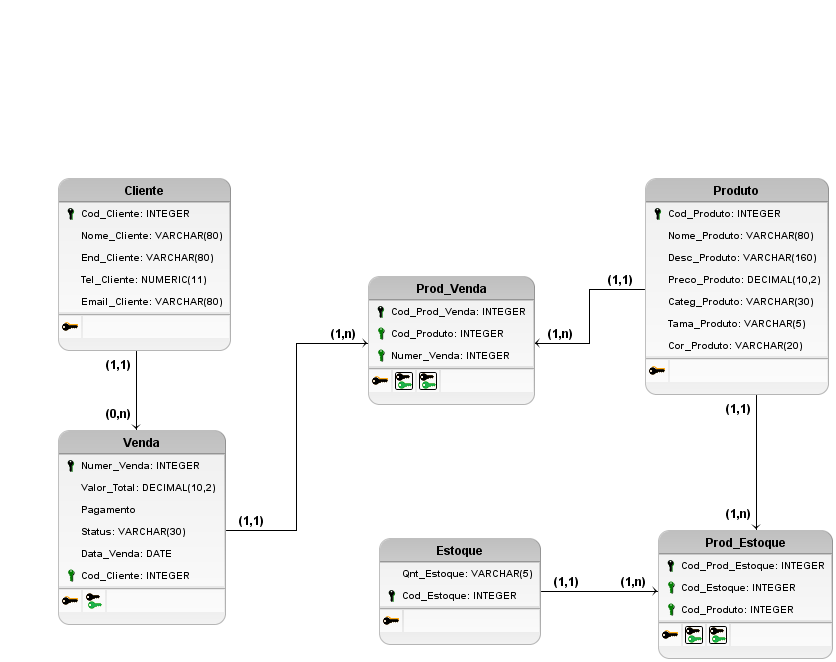 Cliente
Cod_Cliente: INTEGER
Nome_Cliente: VARCHAR(80)
End_Cliente: VARCHAR(80)
Tel_Cliente: NUMERIC(11)
Email_Cliente: VARCHAR(80)
(1,1)
(0,n)
Venda
Numer_Venda: INTEGER
Valor_Total: DECIMAL(10,2)
Pagamento
Status: VARCHAR(30)
Data_Venda: DATE
Cod_Cliente: INTEGER
(1,1)
(1,n)
Prod_Venda
Cod_Prod_Venda: INTEGER
Cod_Produto: INTEGER
Numer_Venda: INTEGER
(1,n)
(1,1)
Produto
Cod_Produto: INTEGER
Nome_Produto: VARCHAR(80)
Desc_Produto: VARCHAR(160)
Preco_Produto: DECIMAL(10,2)
Categ_Produto: VARCHAR(30)
Tama_Produto: VARCHAR(5)
Cor_Produto: VARCHAR(20)
(1,1)
(1,n)
Estoque
Qnt_Estoque: VARCHAR(5)
Cod_Estoque: INTEGER
(1,1)
(1,n)
Prod_Estoque
Cod_Prod_Estoque: INTEGER
Cod_Estoque: INTEGER
Cod_Produto: INTEGER